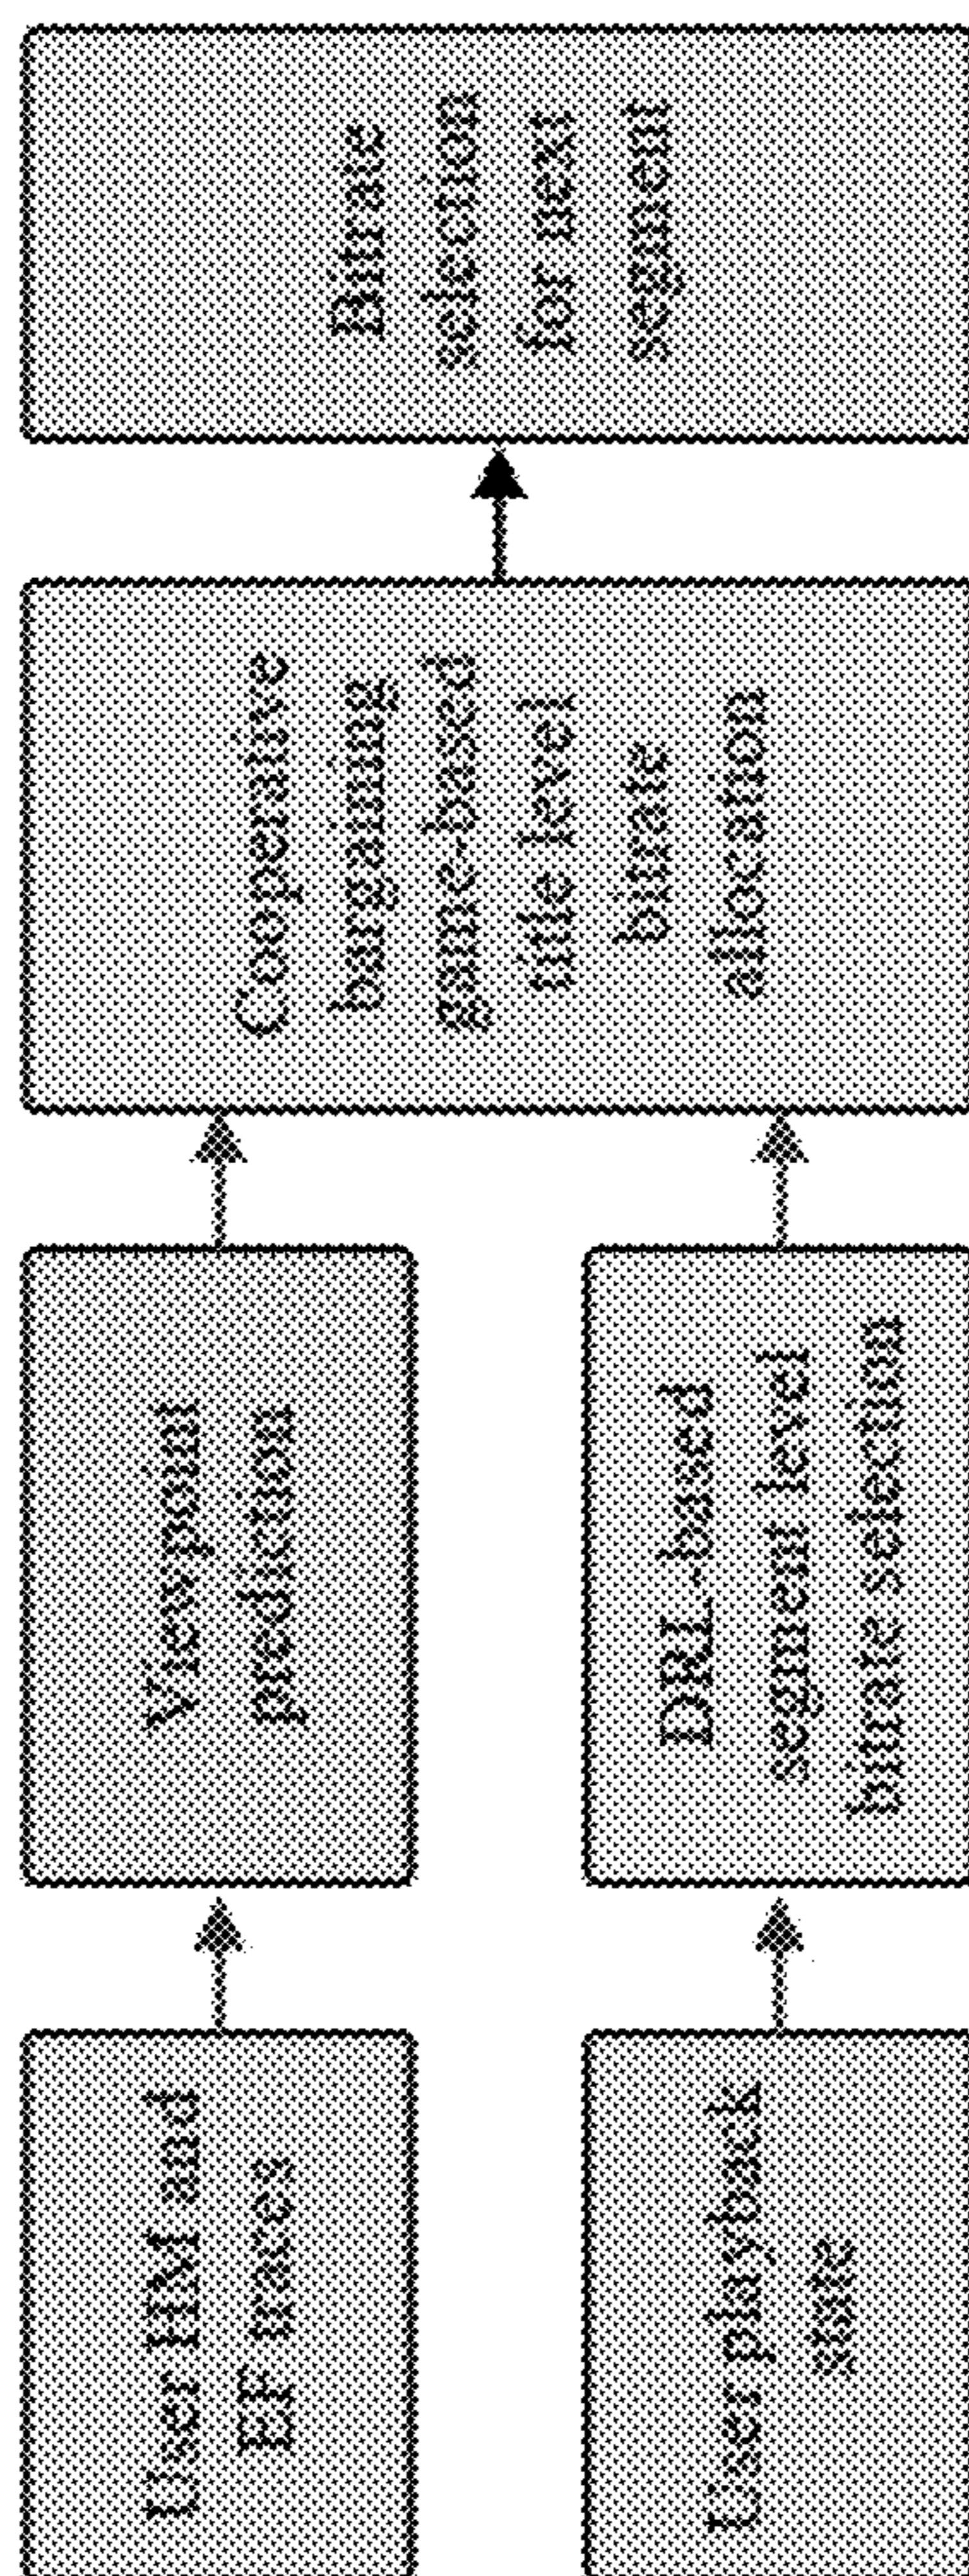 User HM and
EF traces
Viewpoint
prediction
User playback
state
DRL-based
segment level
bitrate selection
Cooperative
bargaining
game-based
title level
bitrate
allocation
Bitrate
selection
for next
segment